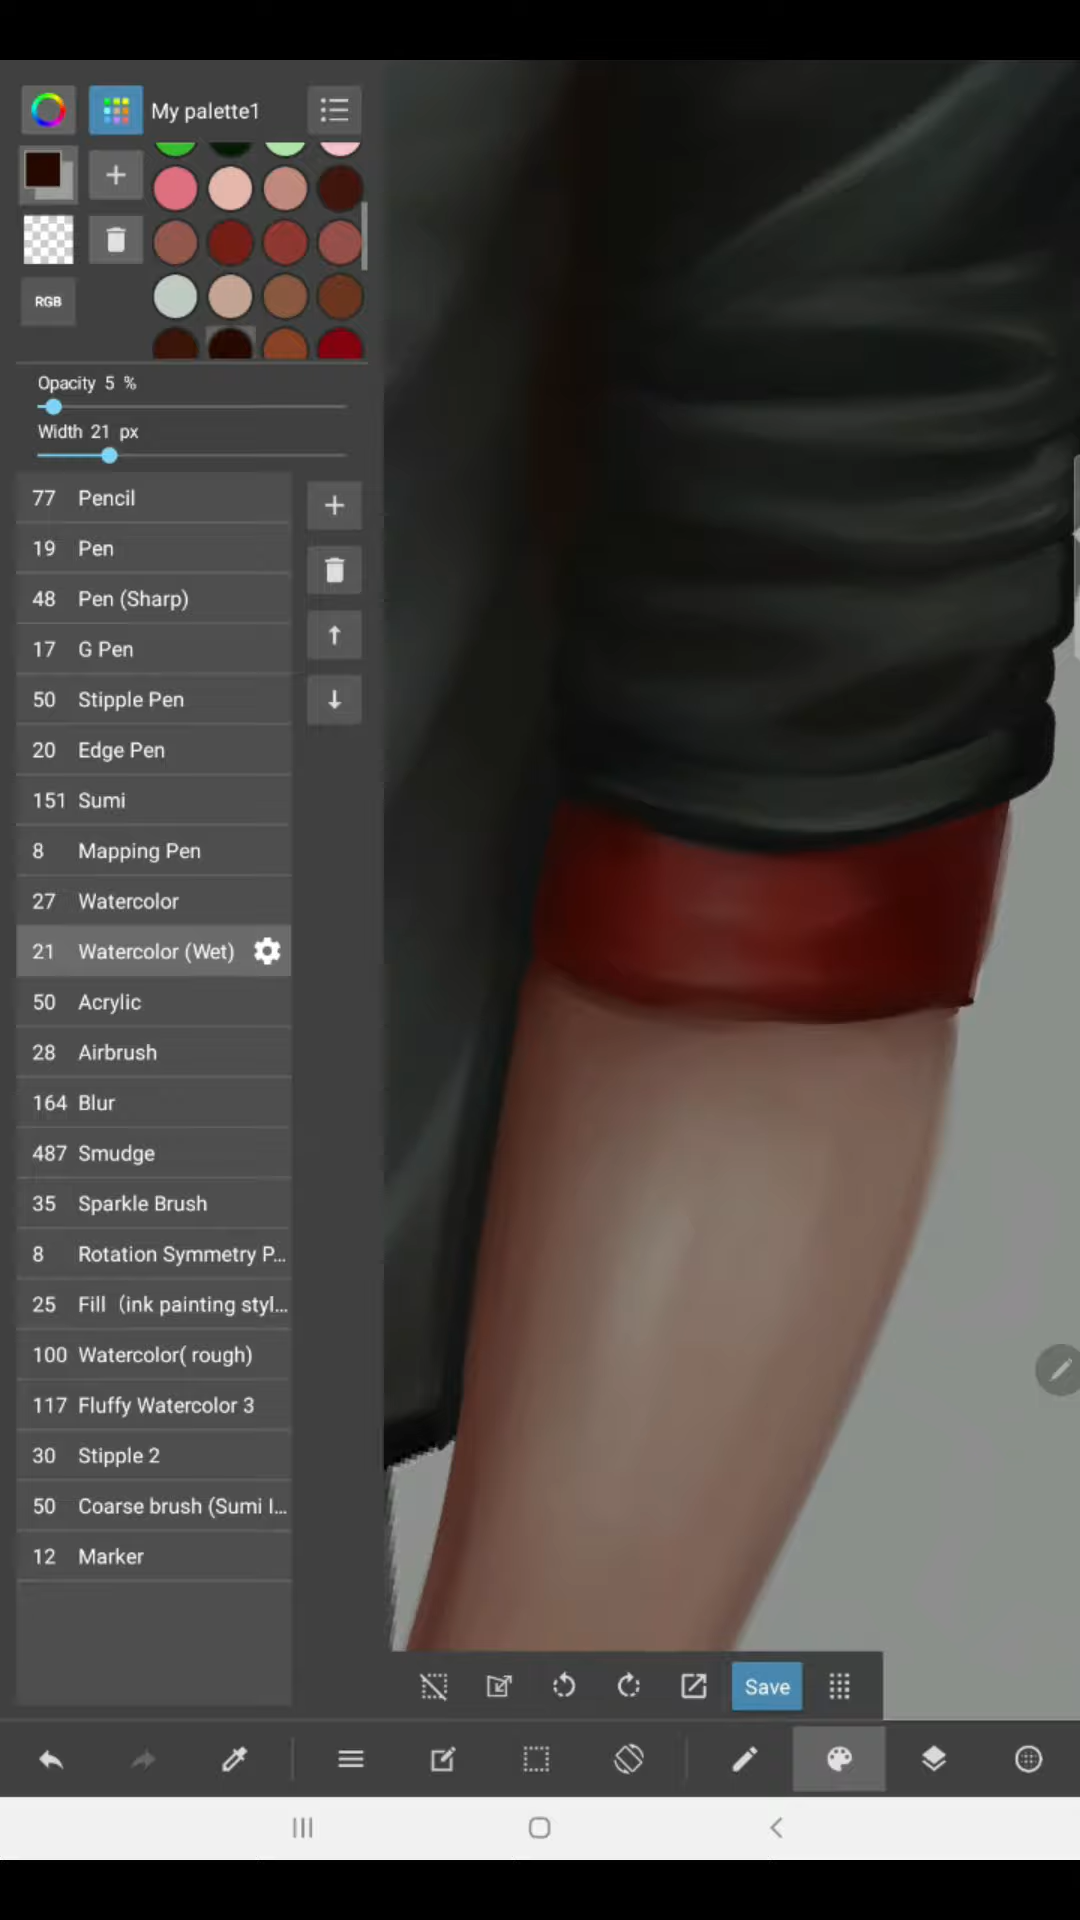 My palette1
RGB
Opacity 5 %
Width 21 px
77 Pencil
19 Pen
48 Pen (Sharp)
17 G Pen
50 Stipple Pen
20 Edge Pen
151 Sumi
8 Mapping Pen
27 Watercolor
21 Watercolor (Wet)
50 Acrylic
28 Airbrush
164 Blur
487 Smudge
35 Sparkle Brush
8 Rotation Symmetry P...
25 Fill（ink painting styl...
100 Watercolor( rough)
117 Fluffy Watercolor 3
30 Stipple 2
50 Coarse brush (Sumi I...
12 Marker
Save